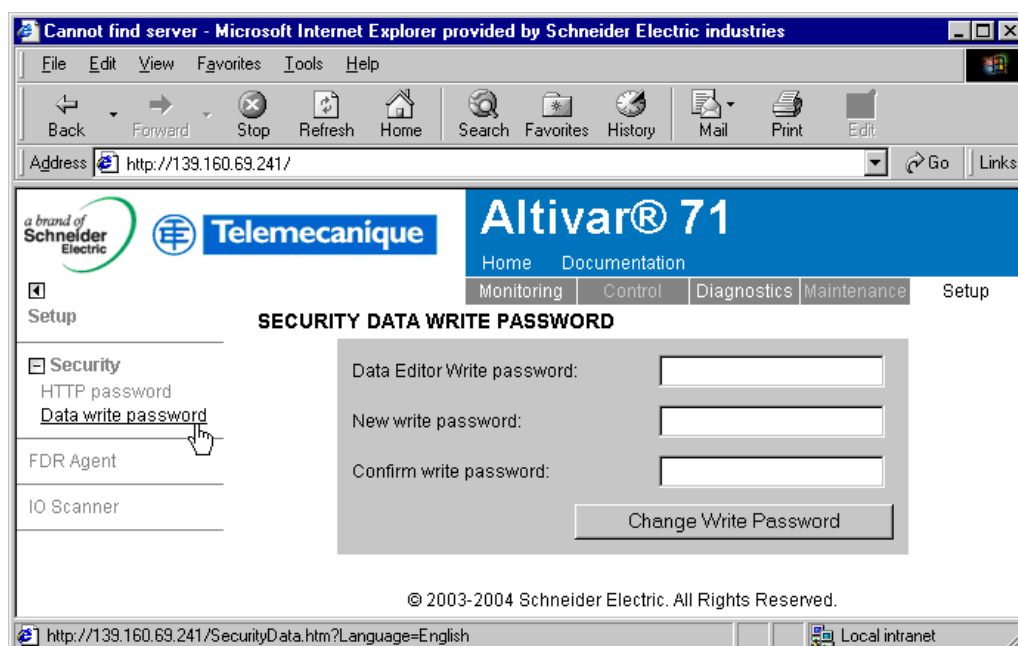 Cannot find server - Microsoft Internet Explorer provided by Schneider Electric industries
File Edit View Favorites Tools Help
Back Forward Stop Refresh Home Search Favorites History Mail Print Edit
Address http://139.160.69.241/ Go Links
a brand of
Schneider
Electric
Telemecanique
Altivar® 71
Home Documentation
Monitoring Control Diagnostics Maintenance Setup
Setup
SECURITY DATA WRITE PASSWORD
Security
HTTP password
Data write password
FDR Agent
IO Scanner
Data Editor Write password:
New write password:
Confirm write password:
Change Write Password
© 2003-2004 Schneider Electric. All Rights Reserved.
http://139.160.69.241/SecurityData.htm?Language=English Local intranet